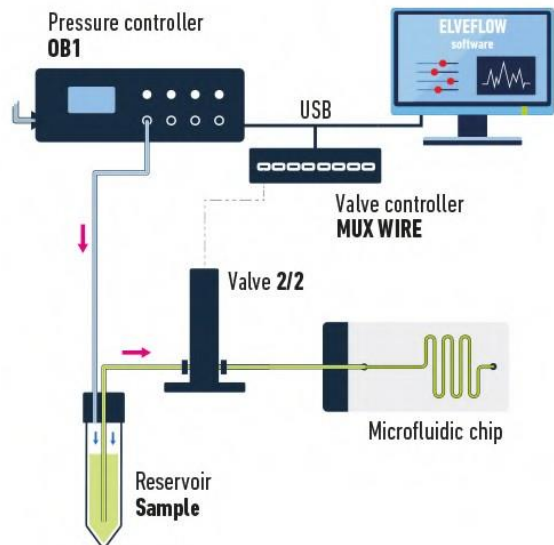 Pressure controller
OB1
ELVEFLOW
software
USB
Valve controller
MUX WIRE
Valve 2/2
Microfluidic chip
Reservoir
Sample